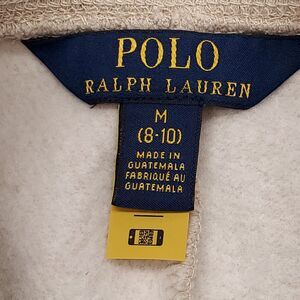 POLO
RALPH LAUREN
M
(8-10)
MADE IN
GUATEMALA
FABRIQUÉ AU
GUATEMALA